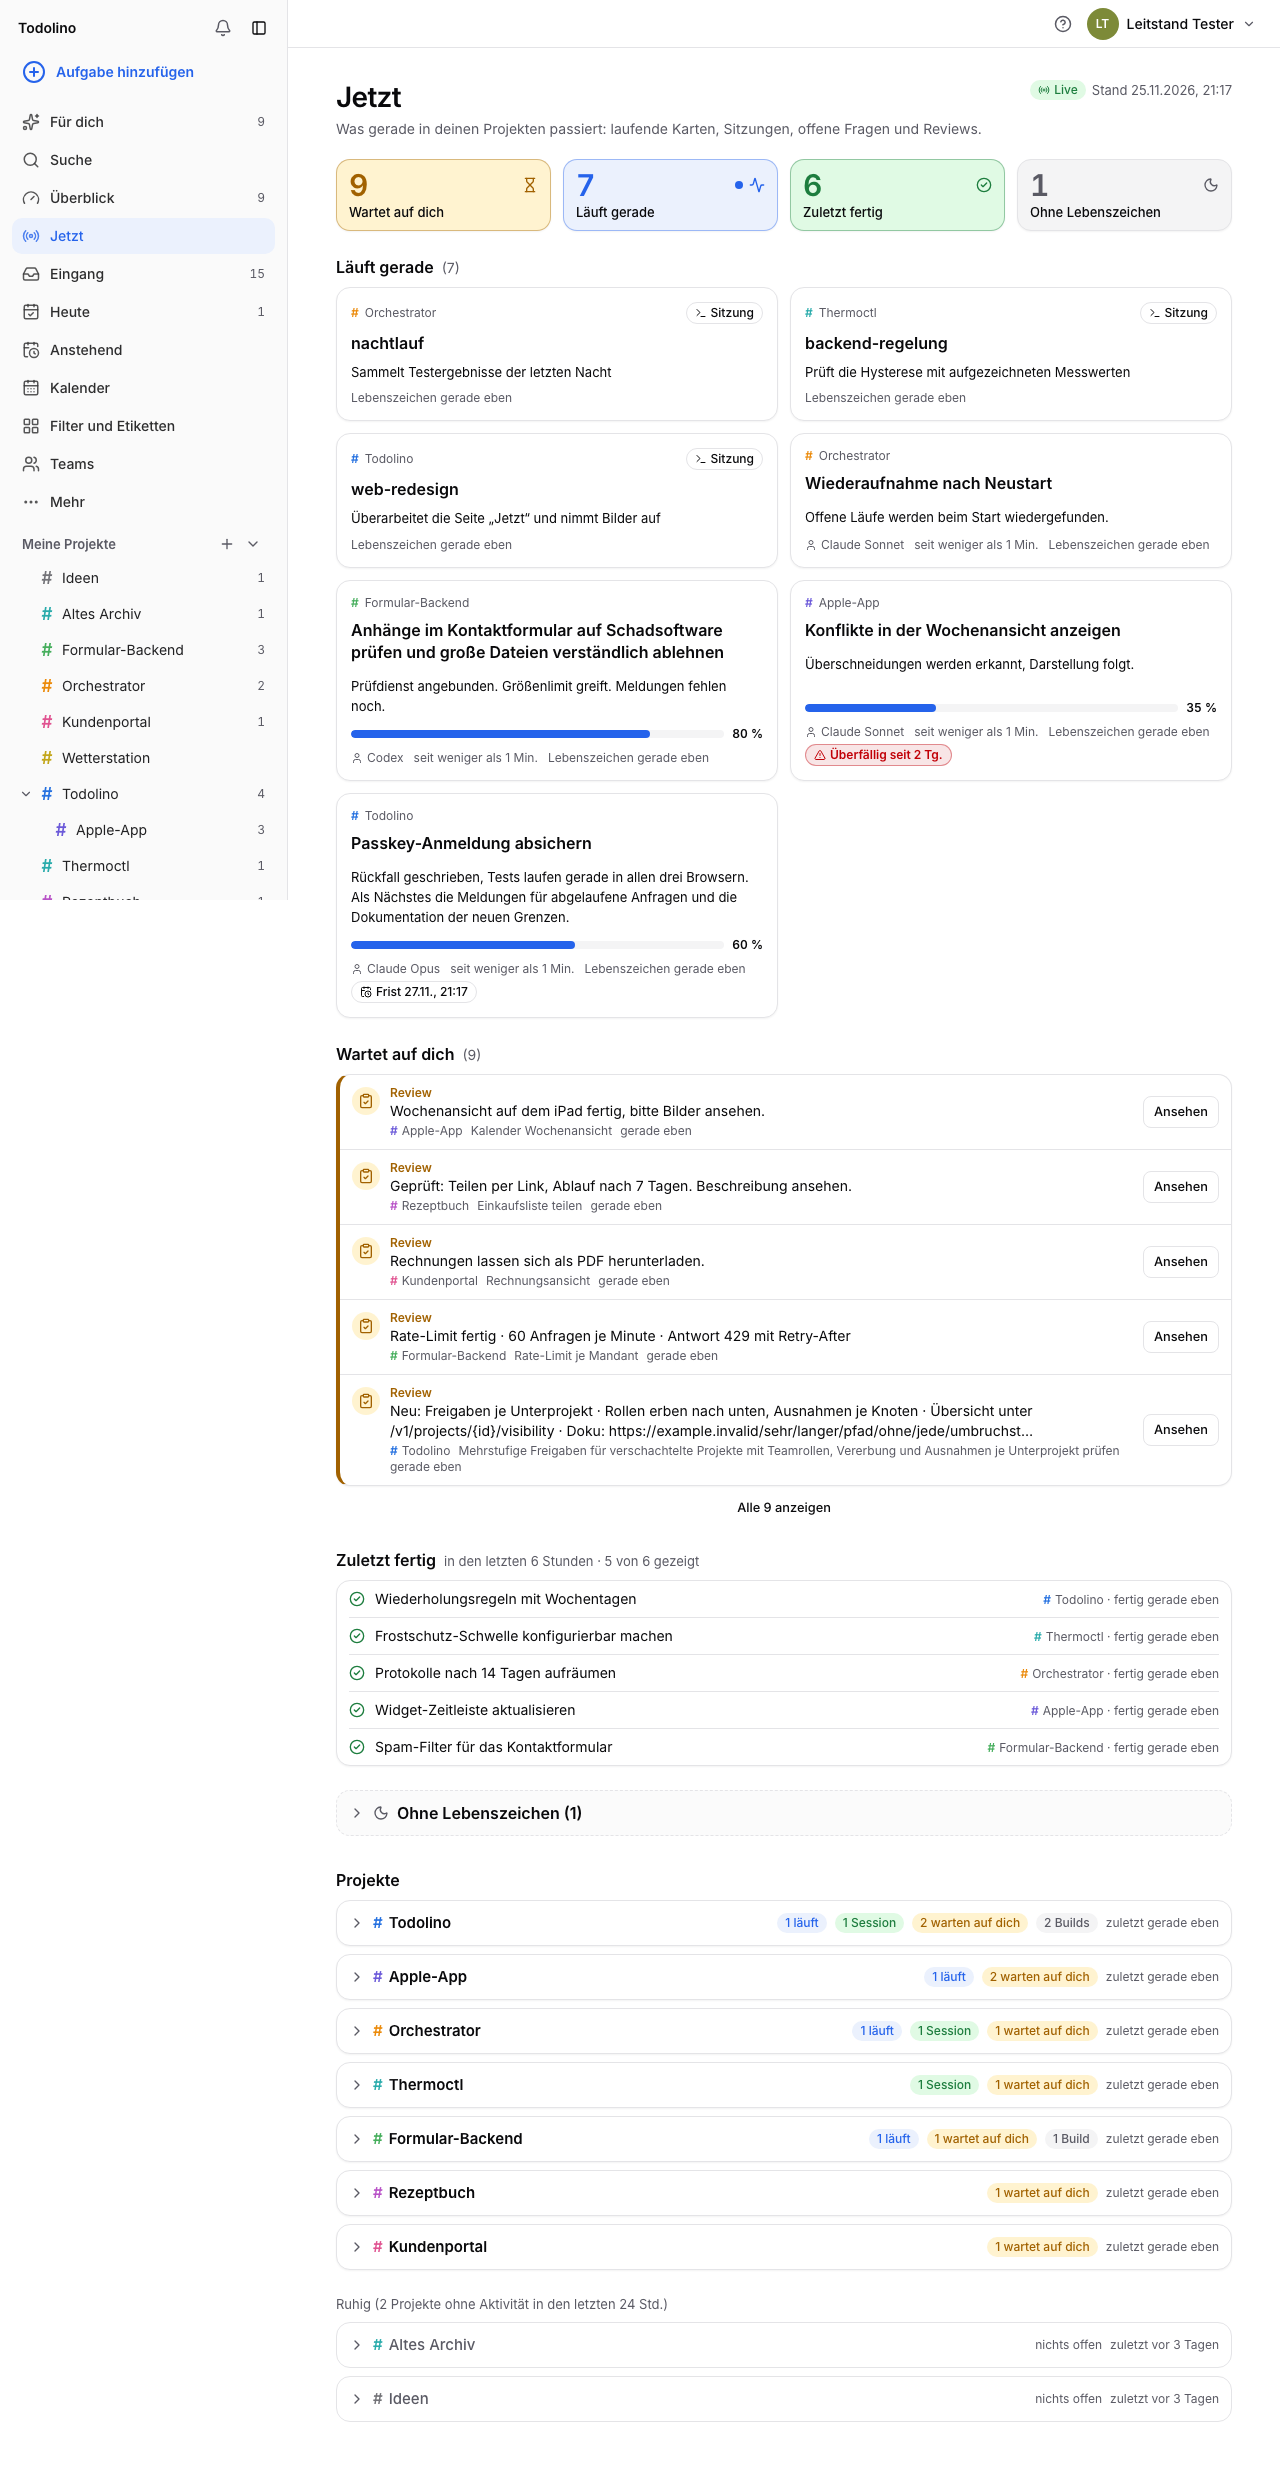 Todolino
Aufgabe hinzufügen
Für dich 9
Suche
Überblick 9
Jetzt
Eingang 15
Heute 1
Anstehend
Kalender
Filter und Etiketten
Teams
Mehr
Meine Projekte
# Ideen 1
# Altes Archiv 1
# Formular-Backend 3
# Orchestrator 2
# Kundenportal 1
# Wetterstation
# Todolino 4
# Apple-App 3
# Thermoctl 1
# Rezeptbuch 1
LT Leitstand Tester
Jetzt
Live Stand 25.11.2026, 21:17
Was gerade in deinen Projekten passiert: laufende Karten, Sitzungen, offene Fragen und Reviews.
9
Wartet auf dich
7
Läuft gerade
6
Zuletzt fertig
1
Ohne Lebenszeichen
Läuft gerade (7)
# Orchestrator Sitzung
nachtlauf
Sammelt Testergebnisse der letzten Nacht
Lebenszeichen gerade eben
# Thermoctl Sitzung
backend-regelung
Prüft die Hysterese mit aufgezeichneten Messwerten
Lebenszeichen gerade eben
# Todolino Sitzung
web-redesign
Überarbeitet die Seite „Jetzt“ und nimmt Bilder auf
Lebenszeichen gerade eben
# Orchestrator
Wiederaufnahme nach Neustart
Offene Läufe werden beim Start wiedergefunden.
Claude Sonnet seit weniger als 1 Min. Lebenszeichen gerade eben
# Formular-Backend
Anhänge im Kontaktformular auf Schadsoftware
prüfen und große Dateien verständlich ablehnen
Prüfdienst angebunden. Größenlimit greift. Meldungen fehlen
noch.
80 %
Codex seit weniger als 1 Min. Lebenszeichen gerade eben
# Apple-App
Konflikte in der Wochenansicht anzeigen
Überschneidungen werden erkannt, Darstellung folgt.
35 %
Claude Sonnet seit weniger als 1 Min. Lebenszeichen gerade eben
Überfällig seit 2 Tg.
# Todolino
Passkey-Anmeldung absichern
Rückfall geschrieben, Tests laufen gerade in allen drei Browsern.
Als Nächstes die Meldungen für abgelaufene Anfragen und die
Dokumentation der neuen Grenzen.
60 %
Claude Opus seit weniger als 1 Min. Lebenszeichen gerade eben
Frist 27.11., 21:17
Wartet auf dich (9)
Review
Wochenansicht auf dem iPad fertig, bitte Bilder ansehen.
# Apple-App Kalender Wochenansicht gerade eben
Ansehen
Review
Geprüft: Teilen per Link, Ablauf nach 7 Tagen. Beschreibung ansehen.
# Rezeptbuch Einkaufsliste teilen gerade eben
Ansehen
Review
Rechnungen lassen sich als PDF herunterladen.
# Kundenportal Rechnungsansicht gerade eben
Ansehen
Review
Rate-Limit fertig · 60 Anfragen je Minute · Antwort 429 mit Retry-After
# Formular-Backend Rate-Limit je Mandant gerade eben
Ansehen
Review
Neu: Freigaben je Unterprojekt · Rollen erben nach unten, Ausnahmen je Knoten · Übersicht unter
/v1/projects/{id}/visibility · Doku: https://example.invalid/sehr/langer/pfad/ohne/jede/umbruchst...
# Todolino Mehrstufige Freigaben für verschachtelte Projekte mit Teamrollen, Vererbung und Ausnahmen je Unterprojekt prüfen
gerade eben
Ansehen
Alle 9 anzeigen
Zuletzt fertig in den letzten 6 Stunden · 5 von 6 gezeigt
Wiederholungsregeln mit Wochentagen # Todolino · fertig gerade eben
Frostschutz-Schwelle konfigurierbar machen # Thermoctl · fertig gerade eben
Protokolle nach 14 Tagen aufräumen # Orchestrator · fertig gerade eben
Widget-Zeitleiste aktualisieren # Apple-App · fertig gerade eben
Spam-Filter für das Kontaktformular # Formular-Backend · fertig gerade eben
Ohne Lebenszeichen (1)
Projekte
# Todolino 1 läuft 1 Session 2 warten auf dich 2 Builds zuletzt gerade eben
# Apple-App 1 läuft 2 warten auf dich zuletzt gerade eben
# Orchestrator 1 läuft 1 Session 1 wartet auf dich zuletzt gerade eben
# Thermoctl 1 Session 1 wartet auf dich zuletzt gerade eben
# Formular-Backend 1 läuft 1 wartet auf dich 1 Build zuletzt gerade eben
# Rezeptbuch 1 wartet auf dich zuletzt gerade eben
# Kundenportal 1 wartet auf dich zuletzt gerade eben
Ruhig (2 Projekte ohne Aktivität in den letzten 24 Std.)
# Altes Archiv nichts offen zuletzt vor 3 Tagen
# Ideen nichts offen zuletzt vor 3 Tagen